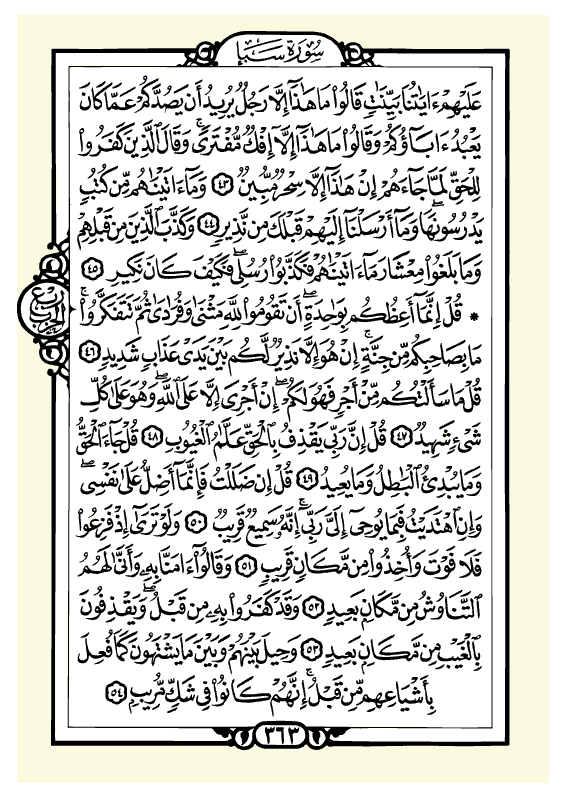 سُورَةُ سَبَإٍ
عَلَيْهِمْ ءَايَٰتُنَا بَيِّنَٰتٖ قَالُواْ مَا هَٰذَآ إِلَّا رَجُلٞ يُرِيدُ أَن يَصُدَّكُمْ عَمَّا كَانَ
يَعْبُدُ ءَابَآؤُكُمْ وَقَالُواْ مَا هَٰذَآ إِلَّآ إِفْكٞ مُّفْتَرٗىۚ وَقَالَ ٱلَّذِينَ كَفَرُواْ
لِلْحَقِّ لَمَّا جَآءَهُمْ إِنْ هَٰذَآ إِلَّا سِحْرٞ مُّبِينٞ ٤٣ وَمَآ ءَاتَيْنَٰهُم مِّن كُتُبٖ
يَدْرُسُونَهَاۖ وَمَآ أَرْسَلْنَآ إِلَيْهِمْ قَبْلَكَ مِن نَّذِيرٖ ٤٤ وَكَذَّبَ ٱلَّذِينَ مِن قَبْلِهِمْ
وَمَا بَلَغُواْ مِعْشَارَ مَآ ءَاتَيْنَٰهُمْ فَكَذَّبُواْ رُسُلِيۖ فَكَيْفَ كَانَ نَكِيرِ ٤٥
۞ قُلْ إِنَّمَآ أَعِظُكُم بِوَٰحِدَةٍۖ أَن تَقُومُواْ لِلَّهِ مَثْنَىٰ وَفُرَٰدَىٰ ثُمَّ تَتَفَكَّرُواْۚ
مَا بِصَاحِبِكُم مِّن جِنَّةٍۚ إِنْ هُوَ إِلَّا نَذِيرٞ لَّكُم بَيْنَ يَدَيْ عَذَابٖ شَدِيدٖ ٤٦
قُلْ مَا سَأَلْتُكُم مِّنْ أَجْرٖ فَهُوَ لَكُمْۖ إِنْ أَجْرِيَ إِلَّا عَلَى ٱللَّهِۖ وَهُوَ عَلَىٰ كُلِّ
شَيْءٖ شَهِيدٞ ٤٧ قُلْ إِنَّ رَبِّي يَقْذِفُ بِٱلْحَقِّ عَلَّٰمُ ٱلْغُيُوبِ ٤٨ قُلْ جَآءَ ٱلْحَقُّ
وَمَا يُبْدِئُ ٱلْبَٰطِلُ وَمَا يُعِيدُ ٤٩ قُلْ إِن ضَلَلْتُ فَإِنَّمَآ أَضِلُّ عَلَىٰ نَفْسِيۖ
وَإِنِ ٱهْتَدَيْتُ فَبِمَا يُوحِيٓ إِلَيَّ رَبِّيٓۚ إِنَّهُۥ سَمِيعٞ قَرِيبٞ ٥٠ وَلَوْ تَرَىٰٓ إِذْ فَزِعُواْ
فَلَا فَوْتَ وَأُخِذُواْ مِن مَّكَانٖ قَرِيبٖ ٥١ وَقَالُوٓاْ ءَامَنَّا بِهِۦ وَأَنَّىٰ لَهُمُ
ٱلتَّنَاوُشُ مِن مَّكَانِۭ بَعِيدٖ ٥٢ وَقَدْ كَفَرُواْ بِهِۦ مِن قَبْلُۖ وَيَقْذِفُونَ
بِٱلْغَيْبِ مِن مَّكَانِۭ بَعِيدٖ ٥٣ وَحِيلَ بَيْنَهُمْ وَبَيْنَ مَا يَشْتَهُونَ كَمَا فُعِلَ
بِأَشْيَاعِهِم مِّن قَبْلُۚ إِنَّهُمْ كَانُواْ فِي شَكّٖ مُّرِيبِۭ ٥٤
٣٦٣